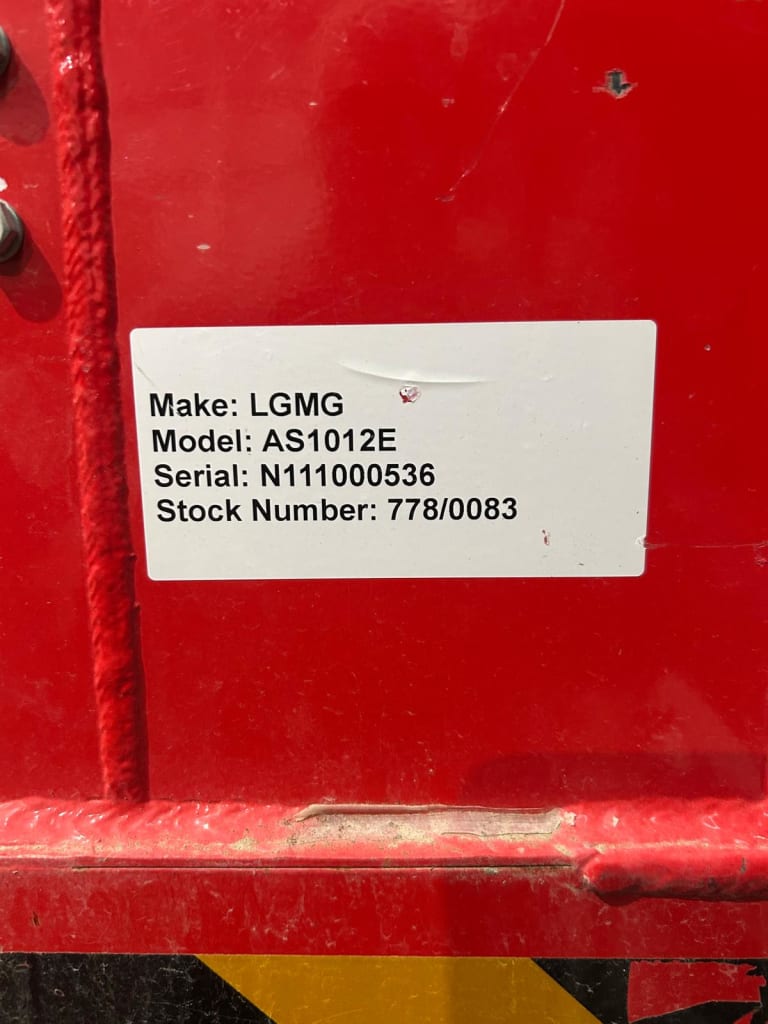 Make: LGMG
Model: AS1012E
Serial: N111000536
Stock Number: 778/0083